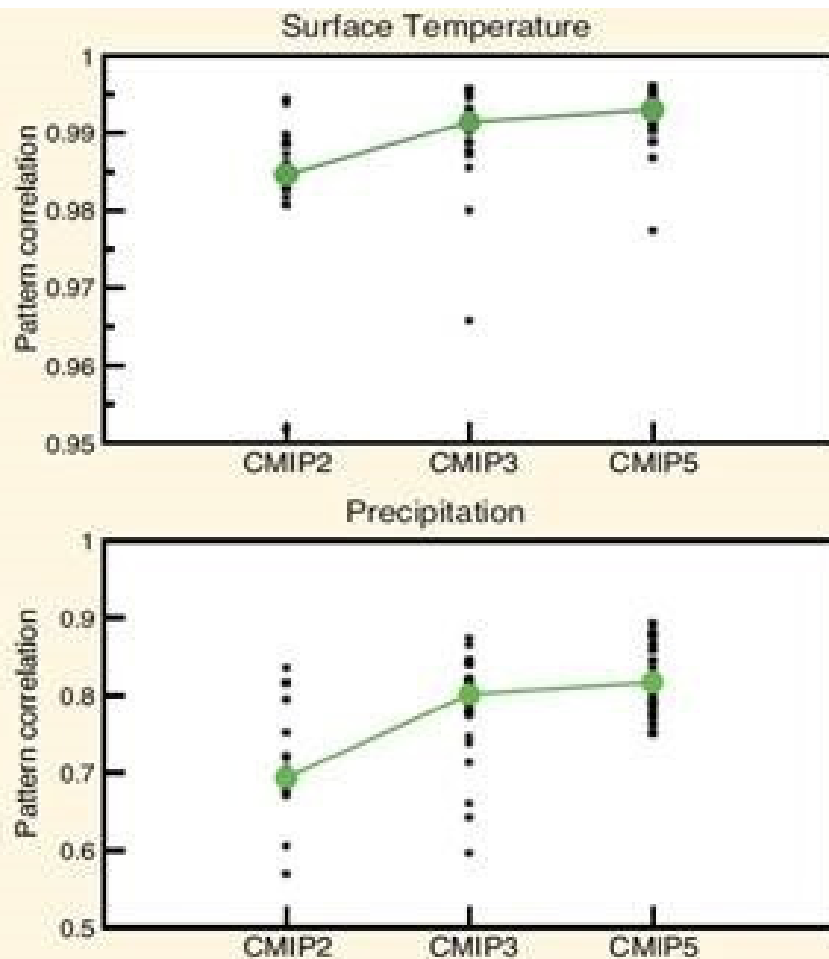 Surface Temperature
Pattern correlation
1
0.99
0.98
0.97
0.96
0.95
CMIP2 CMIP3 CMIP5
Precipitation
Pattern correlation
1
0.9
0.8
0.7
0.6
0.5
CMIP2 CMIP3 CMIP5